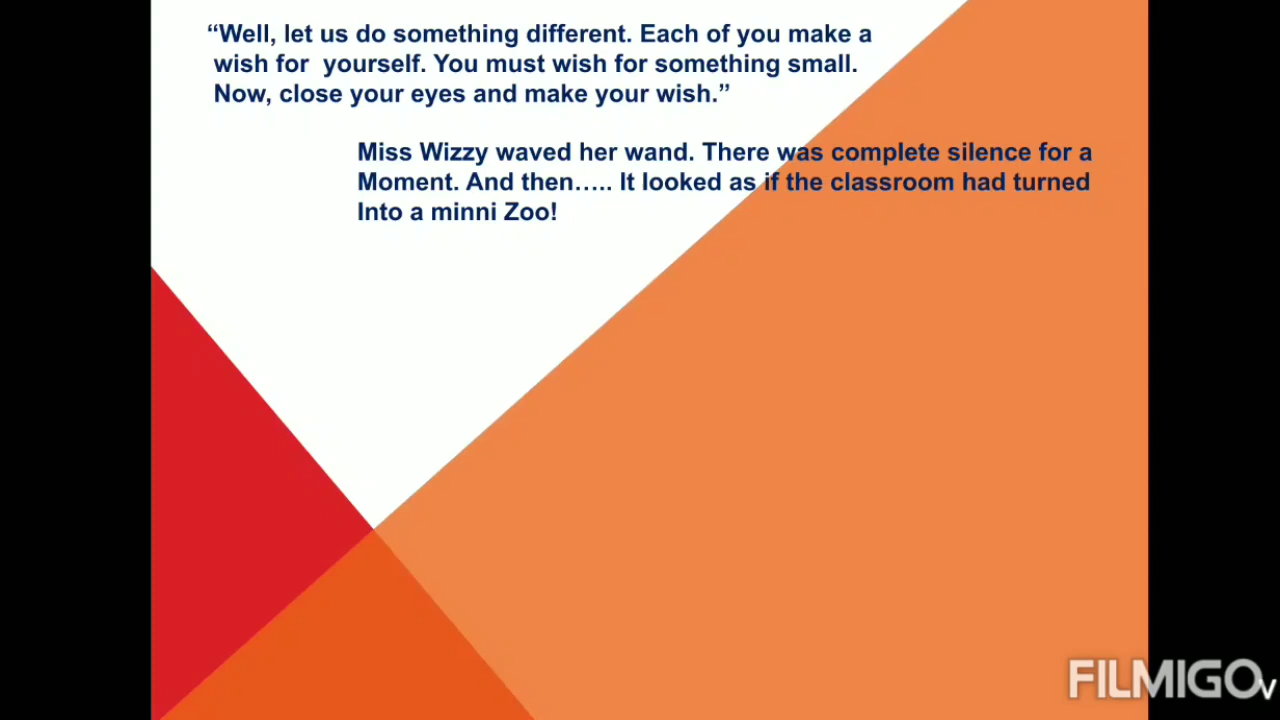 “Well, let us do something different. Each of you make a
wish for  yourself. You must wish for something small.
Now, close your eyes and make your wish.”
Miss Wizzy waved her wand. There was complete silence for a
Moment. And then….. It looked as if the classroom had turned
Into a minni Zoo!
FILMIGO
V